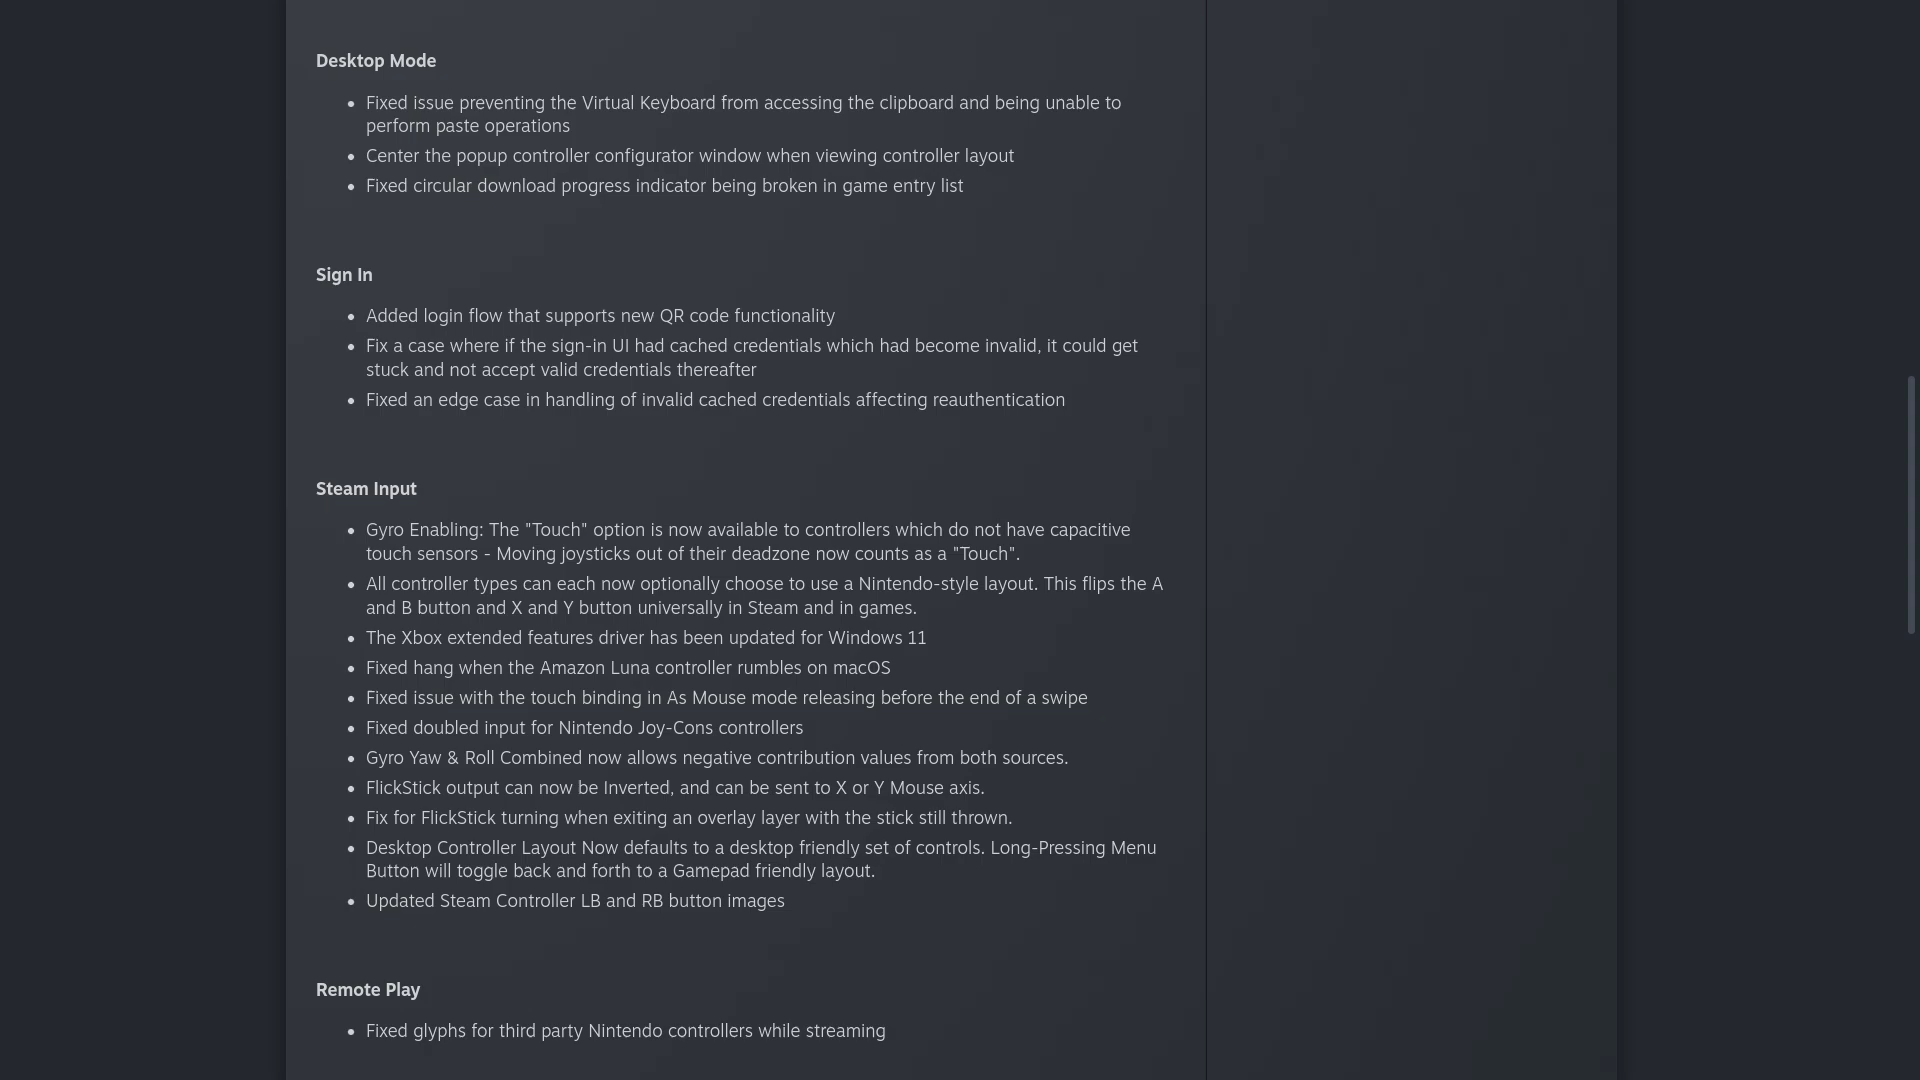 Desktop Mode
• Fixed issue preventing the Virtual Keyboard from accessing the clipboard and being unable to
perform paste operations
• Center the popup controller configurator window when viewing controller layout
• Fixed circular download progress indicator being broken in game entry list
Sign In
• Added login flow that supports new QR code functionality
• Fix a case where if the sign-in UI had cached credentials which had become invalid, it could get
stuck and not accept valid credentials thereafter
• Fixed an edge case in handling of invalid cached credentials affecting reauthentication
Steam Input
• Gyro Enabling: The "Touch" option is now available to controllers which do not have capacitive
touch sensors - Moving joysticks out of their deadzone now counts as a "Touch".
• All controller types can each now optionally choose to use a Nintendo-style layout. This flips the A
and B button and X and Y button universally in Steam and in games.
• The Xbox extended features driver has been updated for Windows 11
• Fixed hang when the Amazon Luna controller rumbles on macOS
• Fixed issue with the touch binding in As Mouse mode releasing before the end of a swipe
• Fixed doubled input for Nintendo Joy-Cons controllers
• Gyro Yaw & Roll Combined now allows negative contribution values from both sources.
• FlickStick output can now be Inverted, and can be sent to X or Y Mouse axis.
• Fix for FlickStick turning when exiting an overlay layer with the stick still thrown.
• Desktop Controller Layout Now defaults to a desktop friendly set of controls. Long-Pressing Menu
Button will toggle back and forth to a Gamepad friendly layout.
• Updated Steam Controller LB and RB button images
Remote Play
• Fixed glyphs for third party Nintendo controllers while streaming